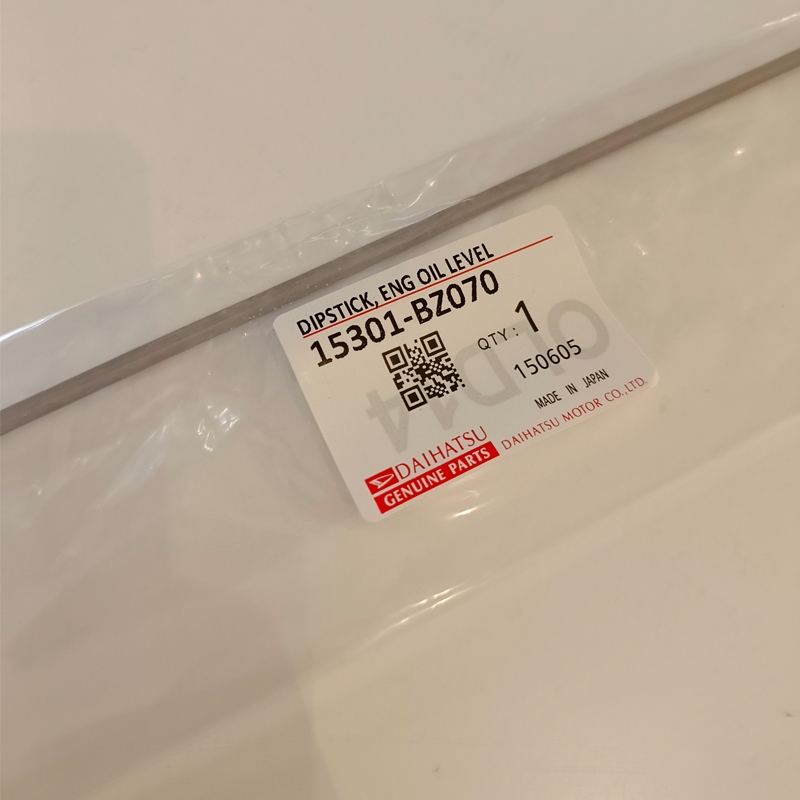 DIPSTICK, ENG OIL LEVEL
15301-BZ070
QTY : 1
150605
MADE IN JAPAN
DAIHATSU
GENUINE PARTS
DAIHATSU MOTOR CO.,LTD.